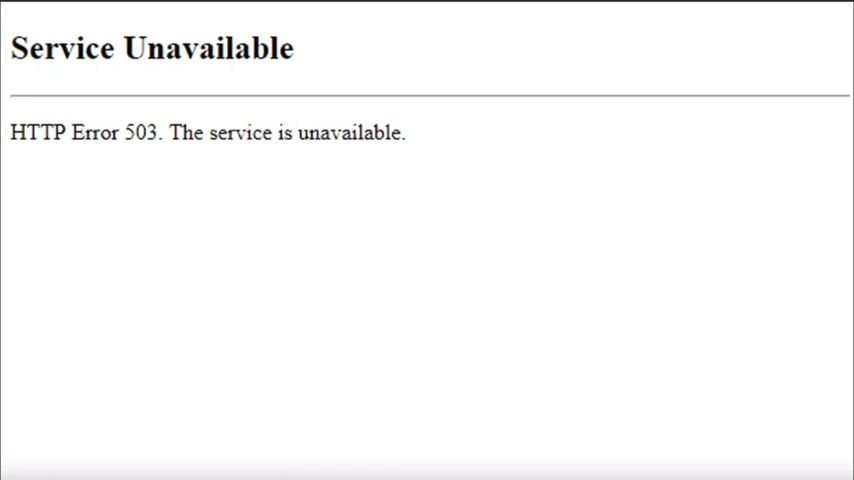 Service Unavailable
HTTP Error 503. The service is unavailable.